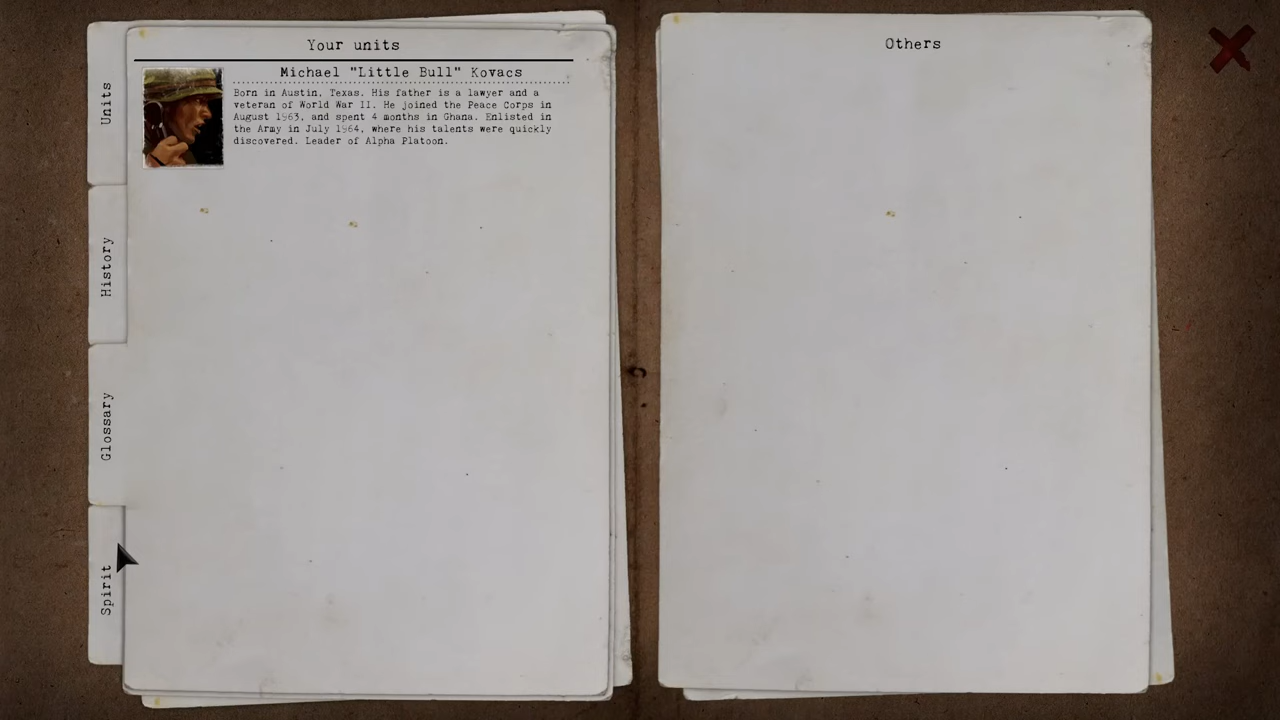 Your units
Michael "Little Bull" Kovacs
Born in Austin, Texas. His father is a lawyer and a
veteran of World War II. He joined the Peace Corps in
August 1963, and spent 4 months in Ghana. Enlisted in
the Army in July 1964, where his talents were quickly
discovered. Leader of Alpha Platoon.
Others
Units
History
Glossary
Spirit